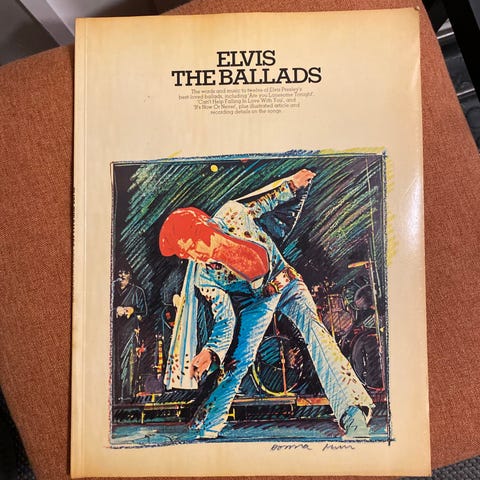 ELVIS
THE BALLADS
The words and music to twelve of Elvis Presley's
best-loved ballads, including 'Are you Lonesome Tonight',
'Can't Help Falling In Love With You', and
'It's Now Or Never', plus illustrated article and
recording details on the songs.
Donna